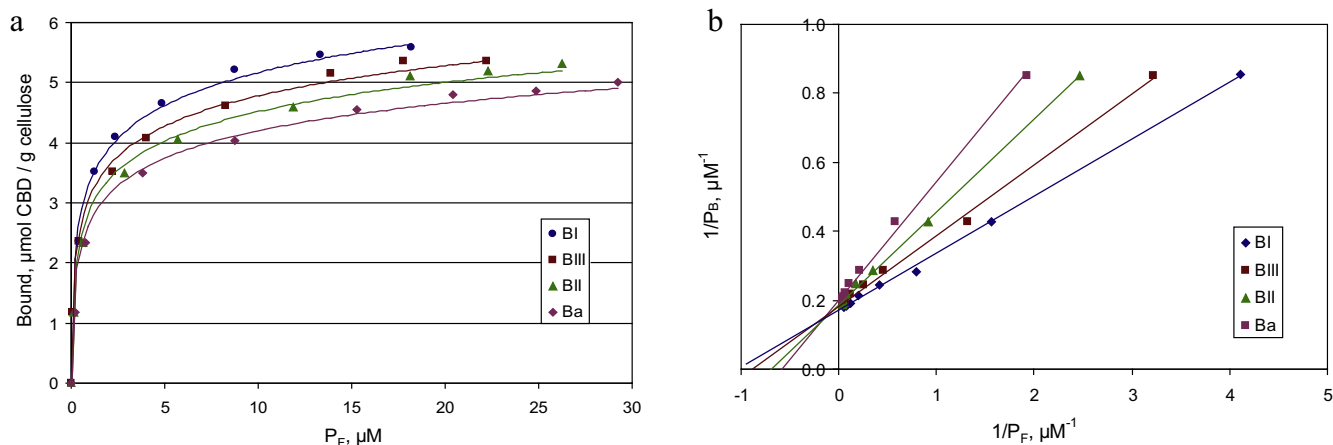 a
6
5
4
3
2
1
0
Bound, µmol CBD / g cellulose
0 5 10 15 20 25 30
P_F, µM
BI
BIII
BII
Ba
b
1.0
0.8
0.6
0.4
0.2
0.0
1/P_B, µM⁻¹
-1 0 1 2 3 4 5
1/P_F, µM⁻¹
BI
BIII
BII
Ba